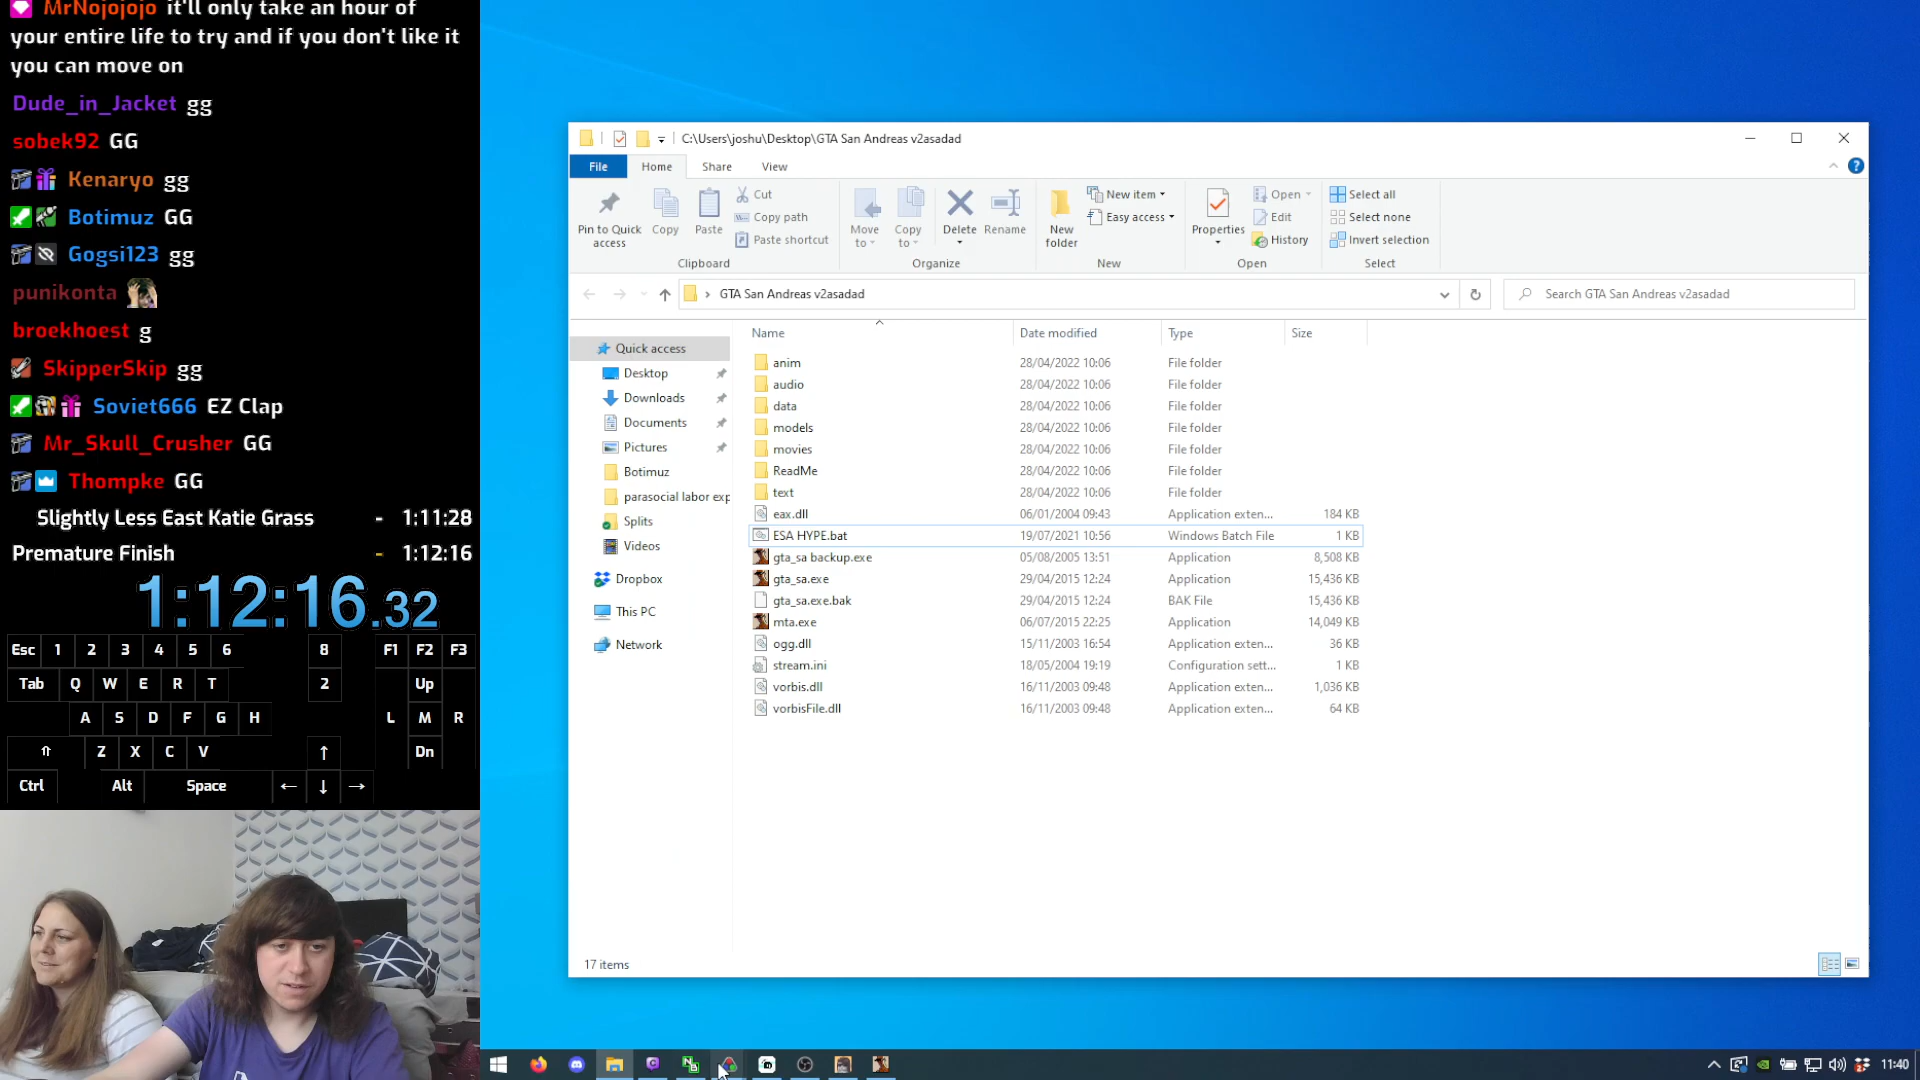 MrNojojojo it'll only take an hour of
your entire life to try and if you don't like it
you can move on
Dude_in_Jacket gg
sobek92 GG
Kenaryo gg
Botimuz GG
Gogsi123 gg
punikonta
broekhoest g
SkipperSkip gg
Soviet666 EZ Clap
Mr_Skull_Crusher GG
Thompke GG
Slightly Less East Katie Grass - 1:11:28
Premature Finish - 1:12:16
1:12:16.32
Esc 1 2 3 4 5 6 8 F1 F2 F3
Tab Q W E R T 2 Up
A S D F G H L M R
⇧ Z X C V ↑ Dn
Ctrl Alt Space ← ↓ →
C:\Users\joshu\Desktop\GTA San Andreas v2asadad
File Home Share View
Pin to Quick access
Copy
Paste
Cut
Copy path
Paste shortcut
Clipboard
Move to
Copy to
Delete
Rename
Organize
New folder
New item
Easy access
New
Properties
Open
Edit
History
Open
Select all
Select none
Invert selection
Select
GTA San Andreas v2asadad
Search GTA San Andreas v2asadad
Quick access
Desktop
Downloads
Documents
Pictures
Botimuz
parasocial labor exp
Splits
Videos
Dropbox
This PC
Network
Name Date modified Type Size
anim 28/04/2022 10:06 File folder
audio 28/04/2022 10:06 File folder
data 28/04/2022 10:06 File folder
models 28/04/2022 10:06 File folder
movies 28/04/2022 10:06 File folder
ReadMe 28/04/2022 10:06 File folder
text 28/04/2022 10:06 File folder
eax.dll 06/01/2004 09:43 Application exten... 184 KB
ESA HYPE.bat 19/07/2021 10:56 Windows Batch File 1 KB
gta_sa backup.exe 05/08/2005 13:51 Application 8,508 KB
gta_sa.exe 29/04/2015 12:24 Application 15,436 KB
gta_sa.exe.bak 29/04/2015 12:24 BAK File 15,436 KB
mta.exe 06/07/2015 22:25 Application 14,049 KB
ogg.dll 15/11/2003 16:54 Application exten... 36 KB
stream.ini 18/05/2004 19:19 Configuration sett... 1 KB
vorbis.dll 16/11/2003 09:48 Application exten... 1,036 KB
vorbisFile.dll 16/11/2003 09:48 Application exten... 64 KB
17 items
11:40